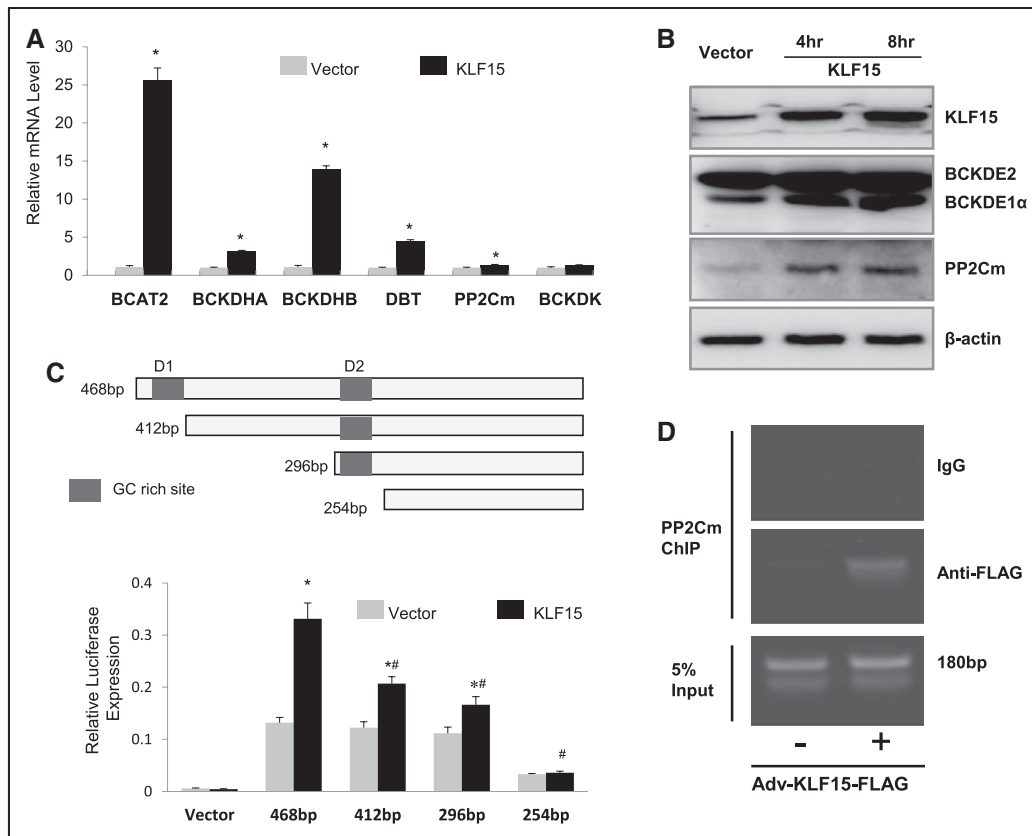 A
30
25
20
15
10
5
0
Relative mRNA Level
Vector KLF15
*
*
*
*
*
BCAT2 BCKDHA BCKDHB DBT PP2Cm BCKDK
B
Vector 4hr 8hr
KLF15
KLF15
BCKDE2
BCKDE1α
PP2Cm
β-actin
C
D1 D2
468bp
412bp
296bp
254bp
GC rich site
0.4
0.3
0.2
0.1
0
Relative Luciferase
Expression
Vector KLF15
*
*#
*#
#
Vector 468bp 412bp 296bp 254bp
D
PP2Cm
ChIP
IgG
Anti-FLAG
5%
Input
180bp
- +
Adv-KLF15-FLAG